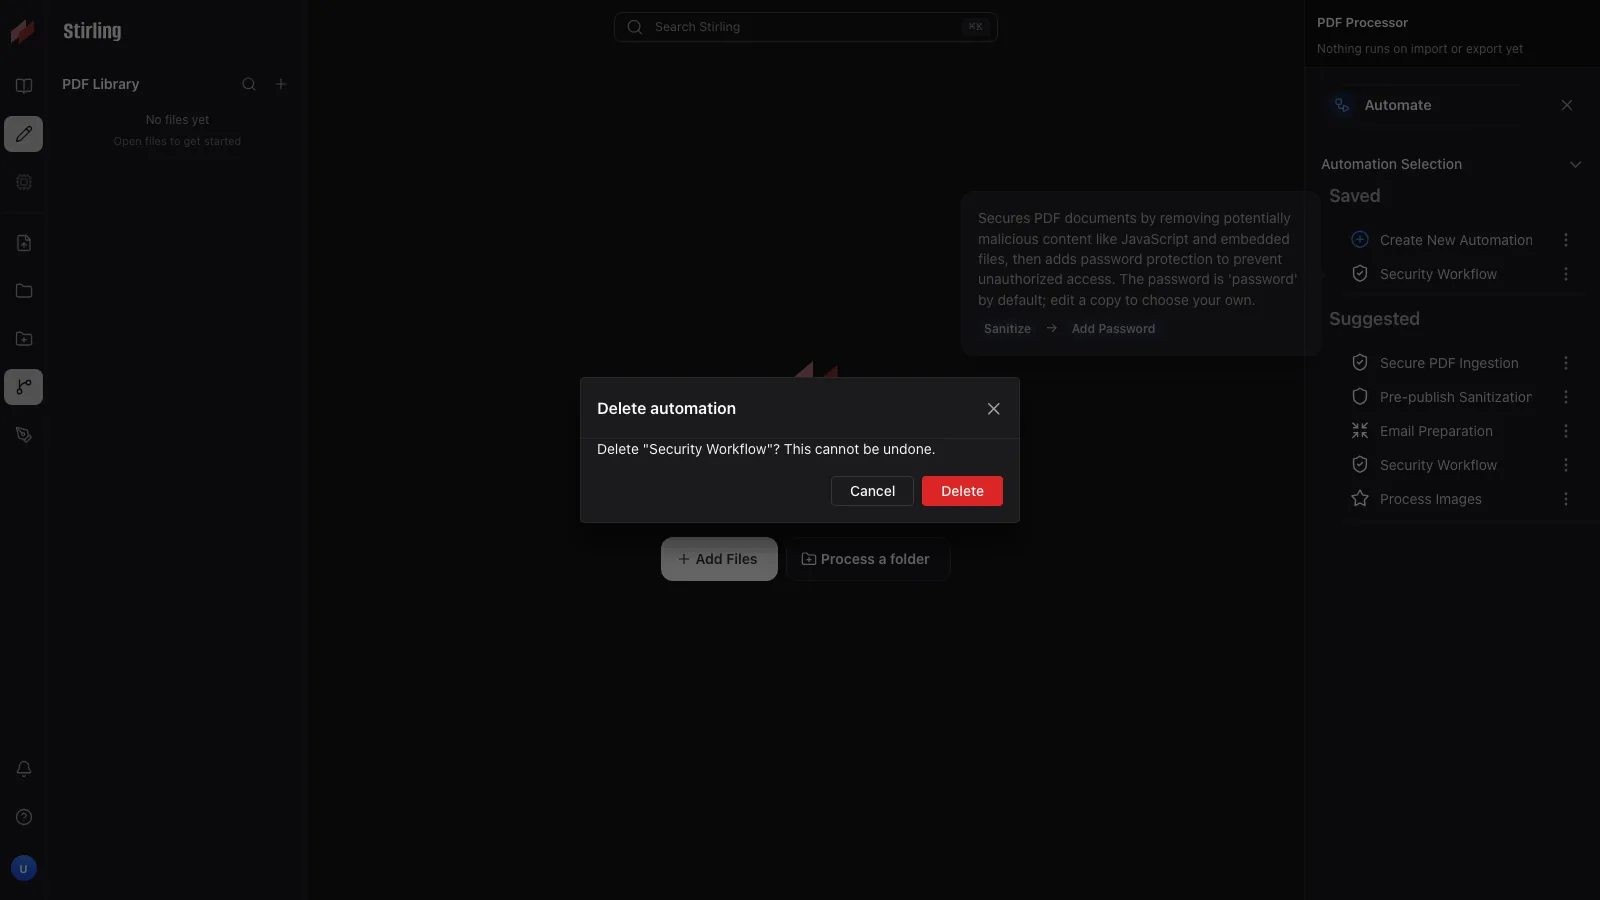 Stirling
Search Stirling
⌘K
PDF Library
No files yet
Open files to get started
PDF Processor
Nothing runs on import or export yet
Automate
Automation Selection
Saved
Create New Automation
Security Workflow
Suggested
Secure PDF Ingestion
Pre-publish Sanitization
Email Preparation
Security Workflow
Process Images
Secures PDF documents by removing potentially
malicious content like JavaScript and embedded
files, then adds password protection to prevent
unauthorized access. The password is 'password'
by default; edit a copy to choose your own.
Sanitize → Add Password
Delete automation
Delete "Security Workflow"? This cannot be undone.
Cancel
Delete
Add Files
Process a folder
U